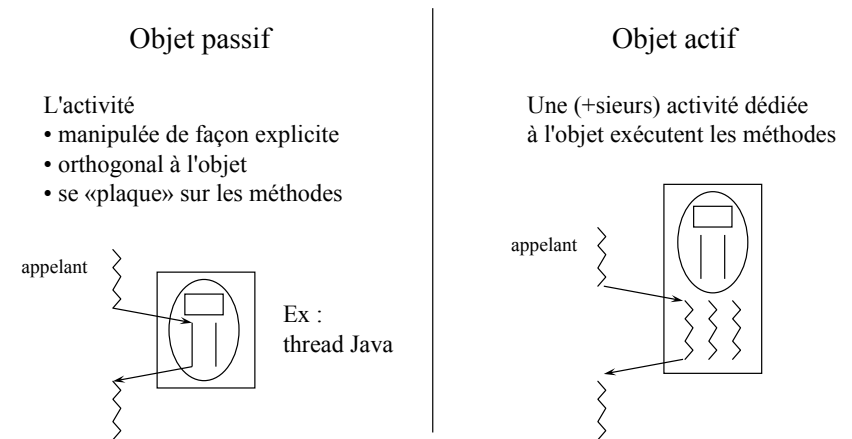 Objet passif
L'activité
• manipulée de façon explicite
• orthogonal à l'objet
• se «plaque» sur les méthodes
appelant
Ex :
thread Java
Objet actif
Une (+sieurs) activité dédiée
à l'objet exécutent les méthodes
appelant